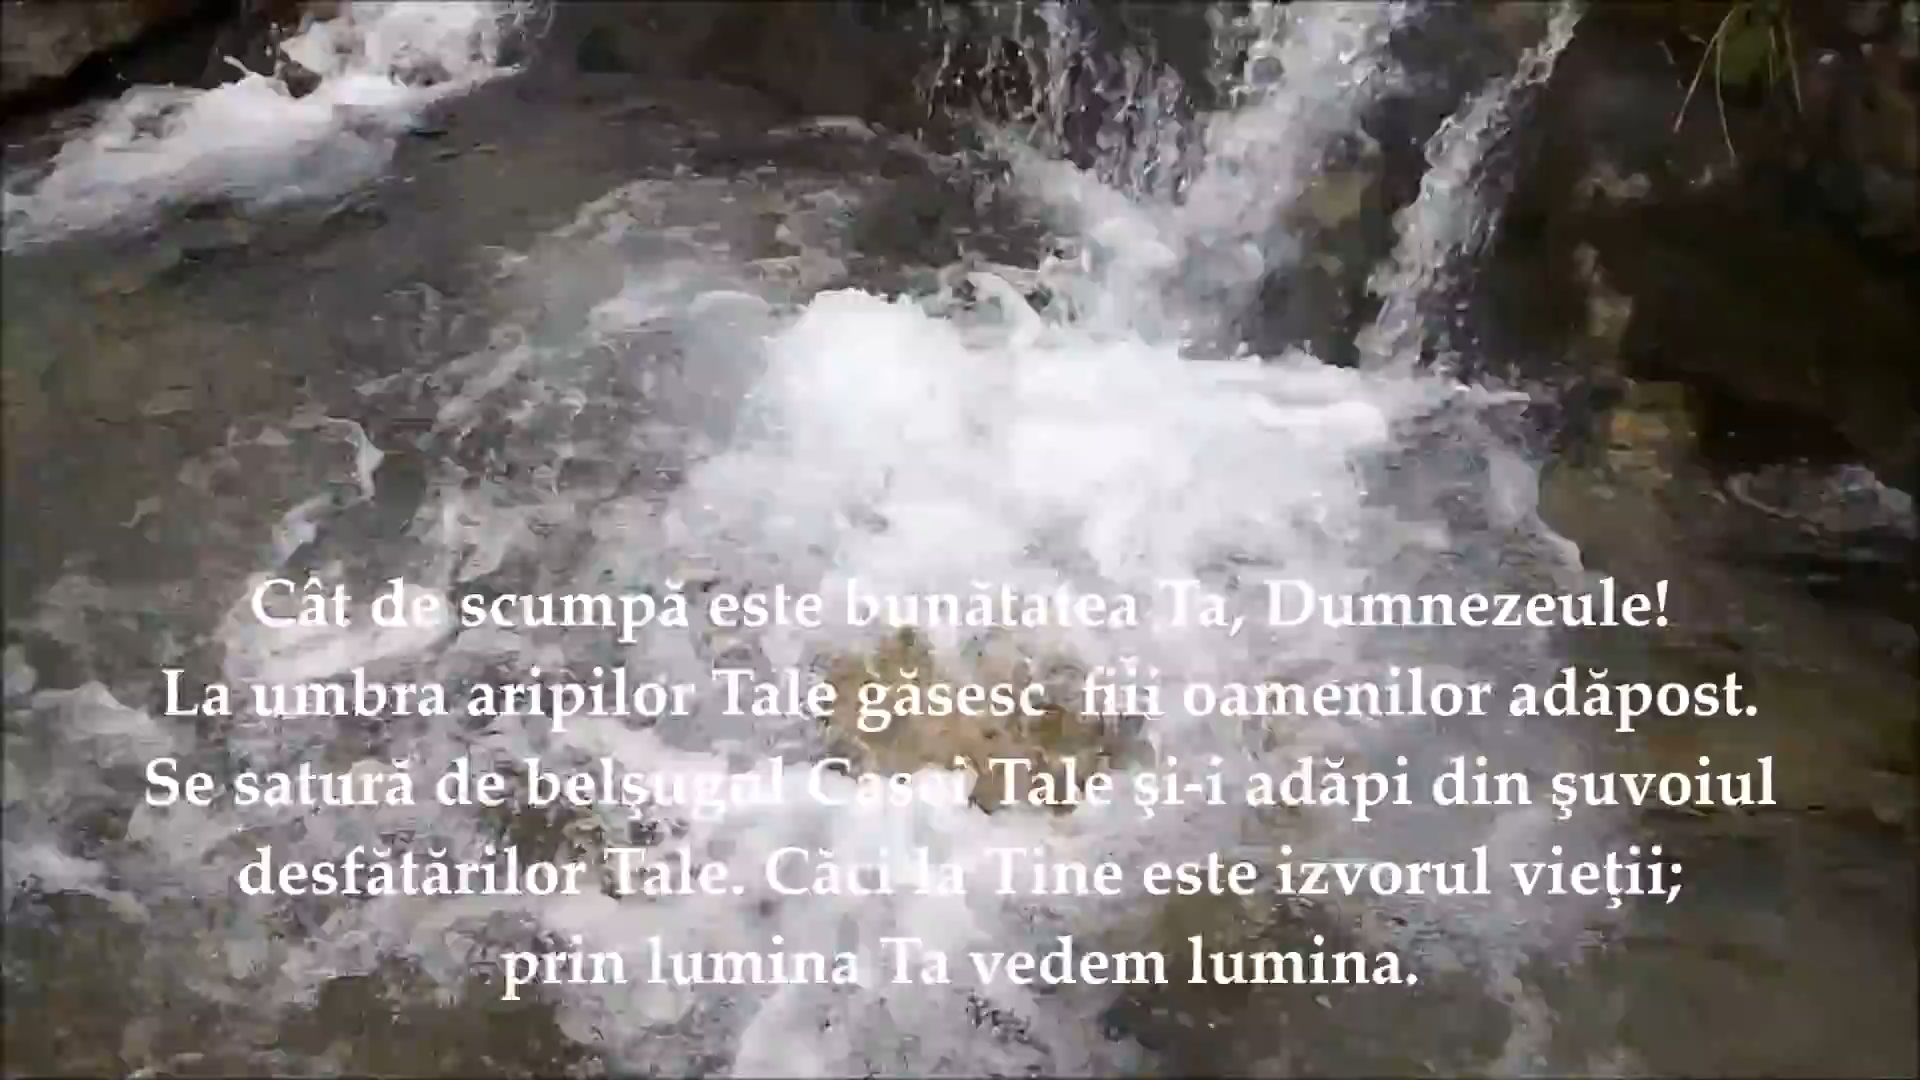 Cât de scumpă este bunătatea Ta, Dumnezeule!
La umbra aripilor Tale găsesc fiii oamenilor adăpost.
Se satură de belşugul Casei Tale şi-i adăpi din şuvoiul
desfătărilor Tale. Căci la Tine este izvorul vieţii;
prin lumina Ta vedem lumina.